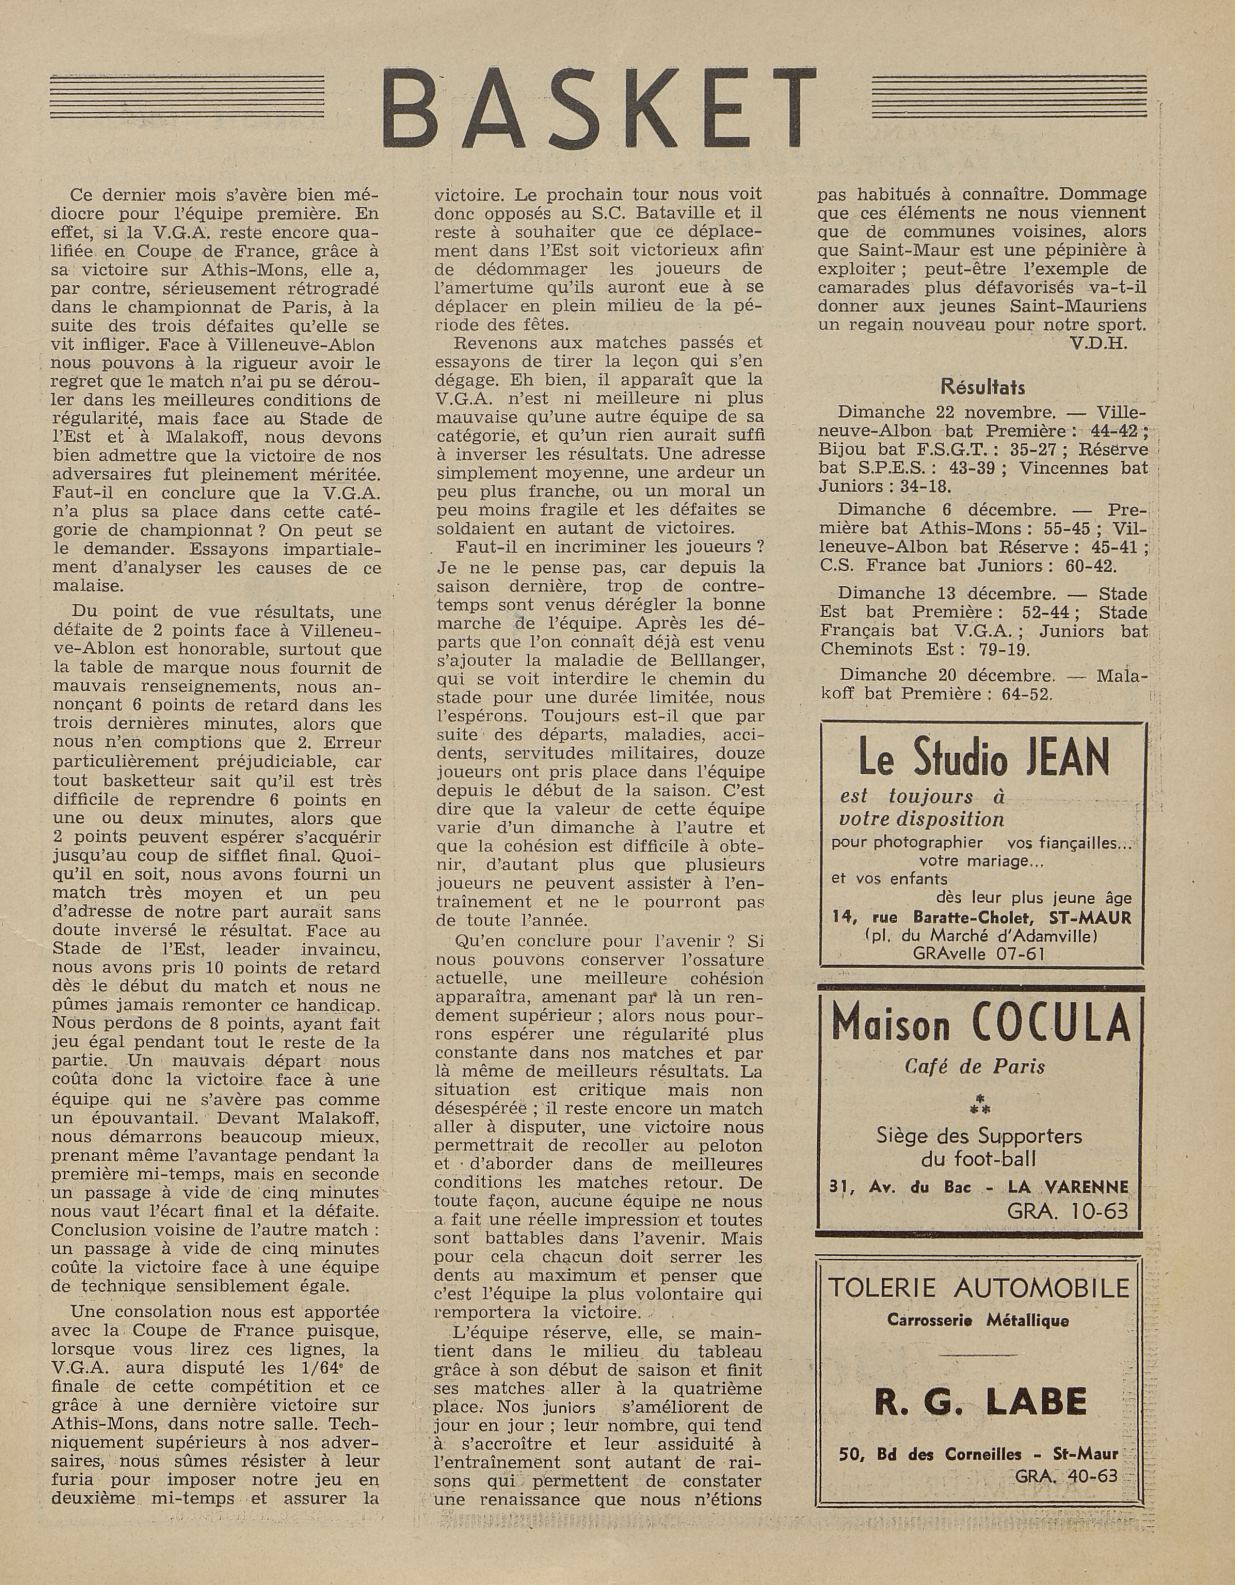 BASKET
Ce dernier mois s'avère bien mé-
diocre pour l'équipe première. En
effet, si la V.G.A. reste encore qua-
lifiée en Coupe de France, grâce à
sa victoire sur Athis-Mons, elle a,
par contre, sérieusement rétrogradé
dans le championnat de Paris, à la
suite des trois défaites qu'elle se
vit infliger. Face à Villeneuve-Ablon
nous pouvons à la rigueur avoir le
regret que le match n'ai pu se dérou-
ler dans les meilleures conditions de
régularité, mais face au Stade de
l'Est et à Malakoff, nous devons
bien admettre que la victoire de nos
adversaires fut pleinement méritée.
Faut-il en conclure que la V.G.A.
n'a plus sa place dans cette caté-
gorie de championnat ? On peut se
le demander. Essayons impartiale-
ment d'analyser les causes de ce
malaise.
Du point de vue résultats, une
défaite de 2 points face à Villeneu-
ve-Ablon est honorable, surtout que
la table de marque nous fournit de
mauvais renseignements, nous an-
nonçant 6 points de retard dans les
trois dernières minutes, alors que
nous n'en comptions que 2. Erreur
particulièrement préjudiciable, car
tout basketteur sait qu'il est très
difficile de reprendre 6 points en
une ou deux minutes, alors que
2 points peuvent espérer s'acquérir
jusqu'au coup de sifflet final. Quoi-
qu'il en soit, nous avons fourni un
match très moyen et un peu
d'adresse de notre part aurait sans
doute inversé le résultat. Face au
Stade de l'Est, leader invaincu,
nous avons pris 10 points de retard
dès le début du match et nous ne
pûmes jamais remonter ce handicap.
Nous perdons de 8 points, ayant fait
jeu égal pendant tout le reste de la
partie. Un mauvais départ nous
coûta donc la victoire face à une
équipe qui ne s'avère pas comme
un épouvantail. Devant Malakoff,
nous démarrons beaucoup mieux,
prenant même l'avantage pendant la
première mi-temps, mais en seconde
un passage à vide de cinq minutes
nous vaut l'écart final et la défaite.
Conclusion voisine de l'autre match :
un passage à vide de cinq minutes
coûte la victoire face à une équipe
de technique sensiblement égale.
Une consolation nous est apportée
avec la Coupe de France puisque,
lorsque vous lirez ces lignes, la
V.G.A. aura disputé les 1/64e de
finale de cette compétition et ce
grâce à une dernière victoire sur
Athis-Mons, dans notre salle. Tech-
niquement supérieurs à nos adver-
saires, nous sûmes résister à leur
furia pour imposer notre jeu en
deuxième mi-temps et assurer la
victoire. Le prochain tour nous voit
donc opposés au S.C. Bataville et il
reste à souhaiter que ce déplace-
ment dans l'Est soit victorieux afin
de dédommager les joueurs de
l'amertume qu'ils auront eue à se
déplacer en plein milieu de la pé-
riode des fêtes.
Revenons aux matches passés et
essayons de tirer la leçon qui s'en
dégage. Eh bien, il apparaît que la
V.G.A. n'est ni meilleure ni plus
mauvaise qu'une autre équipe de sa
catégorie, et qu'un rien aurait suffi
à inverser les résultats. Une adresse
simplement moyenne, une ardeur un
peu plus franche, ou un moral un
peu moins fragile et les défaites se
soldaient en autant de victoires.
Faut-il en incriminer les joueurs ?
Je ne le pense pas, car depuis la
saison dernière, trop de contre-
temps sont venus dérégler la bonne
marche de l'équipe. Après les dé-
parts que l'on connaît déjà est venu
s'ajouter la maladie de Belllanger,
qui se voit interdire le chemin du
stade pour une durée limitée, nous
l'espérons. Toujours est-il que par
suite des départs, maladies, acci-
dents, servitudes militaires, douze
joueurs ont pris place dans l'équipe
depuis le début de la saison. C'est
dire que la valeur de cette équipe
varie d'un dimanche à l'autre et
que la cohésion est difficile à obte-
nir, d'autant plus que plusieurs
joueurs ne peuvent assister à l'en-
traînement et ne le pourront pas
de toute l'année.
Qu'en conclure pour l'avenir ? Si
nous pouvons conserver l'ossature
actuelle, une meilleure cohésion
apparaîtra, amenant par là un ren-
dement supérieur ; alors nous pour-
rons espérer une régularité plus
constante dans nos matches et par
là même de meilleurs résultats. La
situation est critique mais non
désespérée ; il reste encore un match
aller à disputer, une victoire nous
permettrait de recoller au peloton
et d'aborder dans de meilleures
conditions les matches retour. De
toute façon, aucune équipe ne nous
a fait une réelle impression et toutes
sont battables dans l'avenir. Mais
pour cela chacun doit serrer les
dents au maximum et penser que
c'est l'équipe la plus volontaire qui
remportera la victoire.
L'équipe réserve, elle, se main-
tient dans le milieu du tableau
grâce à son début de saison et finit
ses matches aller à la quatrième
place. Nos juniors s'améliorent de
jour en jour ; leur nombre, qui tend
à s'accroître et leur assiduité à
l'entraînement sont autant de rai-
sons qui permettent de constater
une renaissance que nous n'étions
pas habitués à connaître. Dommage
que ces éléments ne nous viennent
que de communes voisines, alors
que Saint-Maur est une pépinière à
exploiter ; peut-être l'exemple de
camarades plus défavorisés va-t-il
donner aux jeunes Saint-Mauriens
un regain nouveau pour notre sport.
V.D.H.
Résultats
Dimanche 22 novembre. — Ville-
neuve-Albon bat Première : 44-42 ;
Bijou bat F.S.G.T. : 35-27 ; Réserve
bat S.P.E.S. : 43-39 ; Vincennes bat
Juniors : 34-18.
Dimanche 6 décembre. — Pre-
mière bat Athis-Mons : 55-45 ; Vil-
leneuve-Albon bat Réserve : 45-41 ;
C.S. France bat Juniors : 60-42.
Dimanche 13 décembre. — Stade
Est bat Première : 52-44 ; Stade
Français bat V.G.A. ; Juniors bat
Cheminots Est : 79-19.
Dimanche 20 décembre. — Mala-
koff bat Première : 64-52.
Le Studio JEAN
est toujours à
votre disposition
pour photographier vos fiançailles...
votre mariage...
et vos enfants
dès leur plus jeune âge
14, rue Baratte-Cholet, ST-MAUR
(pl. du Marché d'Adamville)
GRAvelle 07-61
Maison COCULA
Café de Paris
*
**
Siège des Supporters
du foot-ball
31, Av. du Bac - LA VARENNE
GRA. 10-63
TOLERIE AUTOMOBILE
Carrosserie Métallique
R. G. LABE
50, Bd des Corneilles - St-Maur
GRA. 40-63